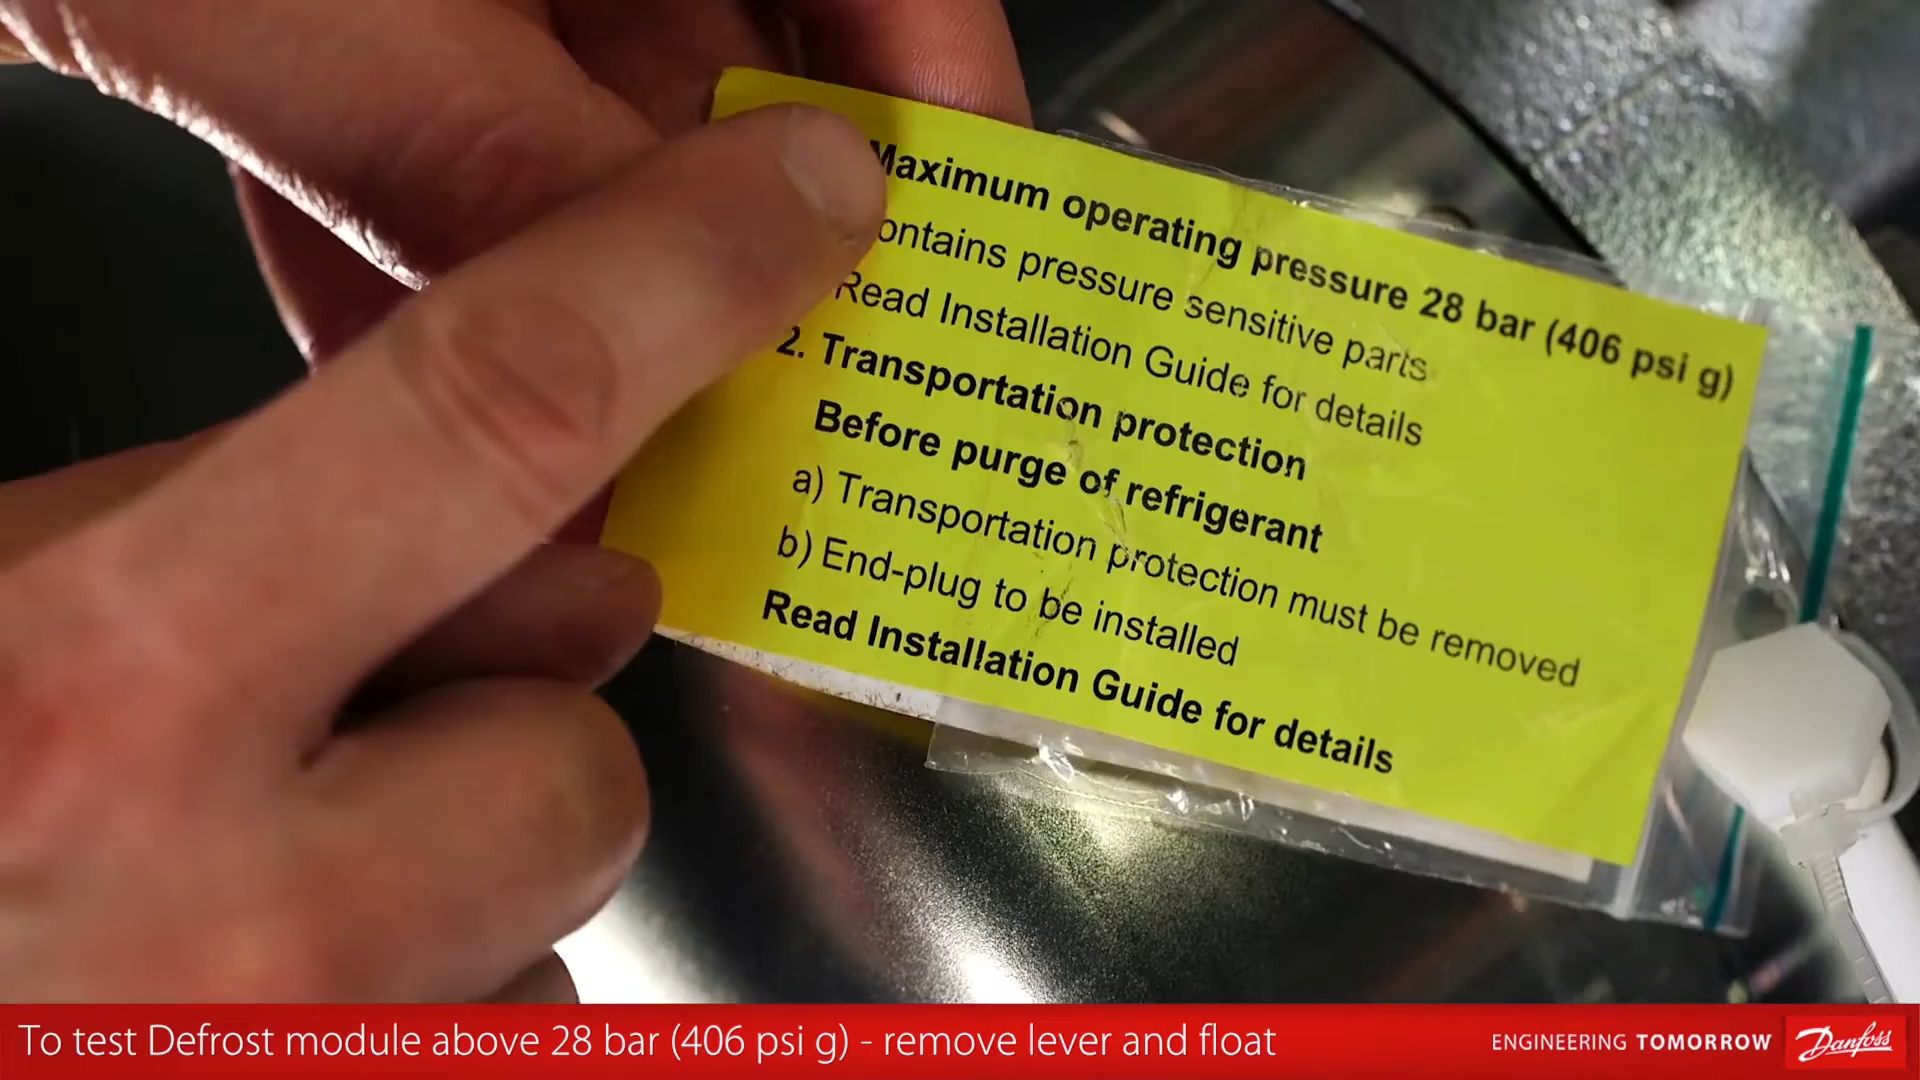 Maximum operating pressure 28 bar (406 psi g)
ontains pressure sensitive parts
Read Installation Guide for details
2. Transportation protection
Before purge of refrigerant
a) Transportation protection must be removed
b) End-plug to be installed
Read Installation Guide for details
To test Defrost module above 28 bar (406 psi g) - remove lever and float
ENGINEERING TOMORROW
Danfoss